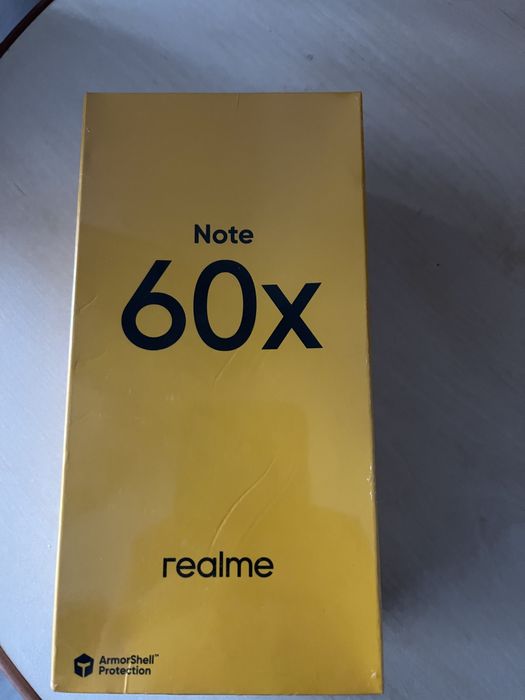 Note
60x
realme
ArmorShell™
Protection